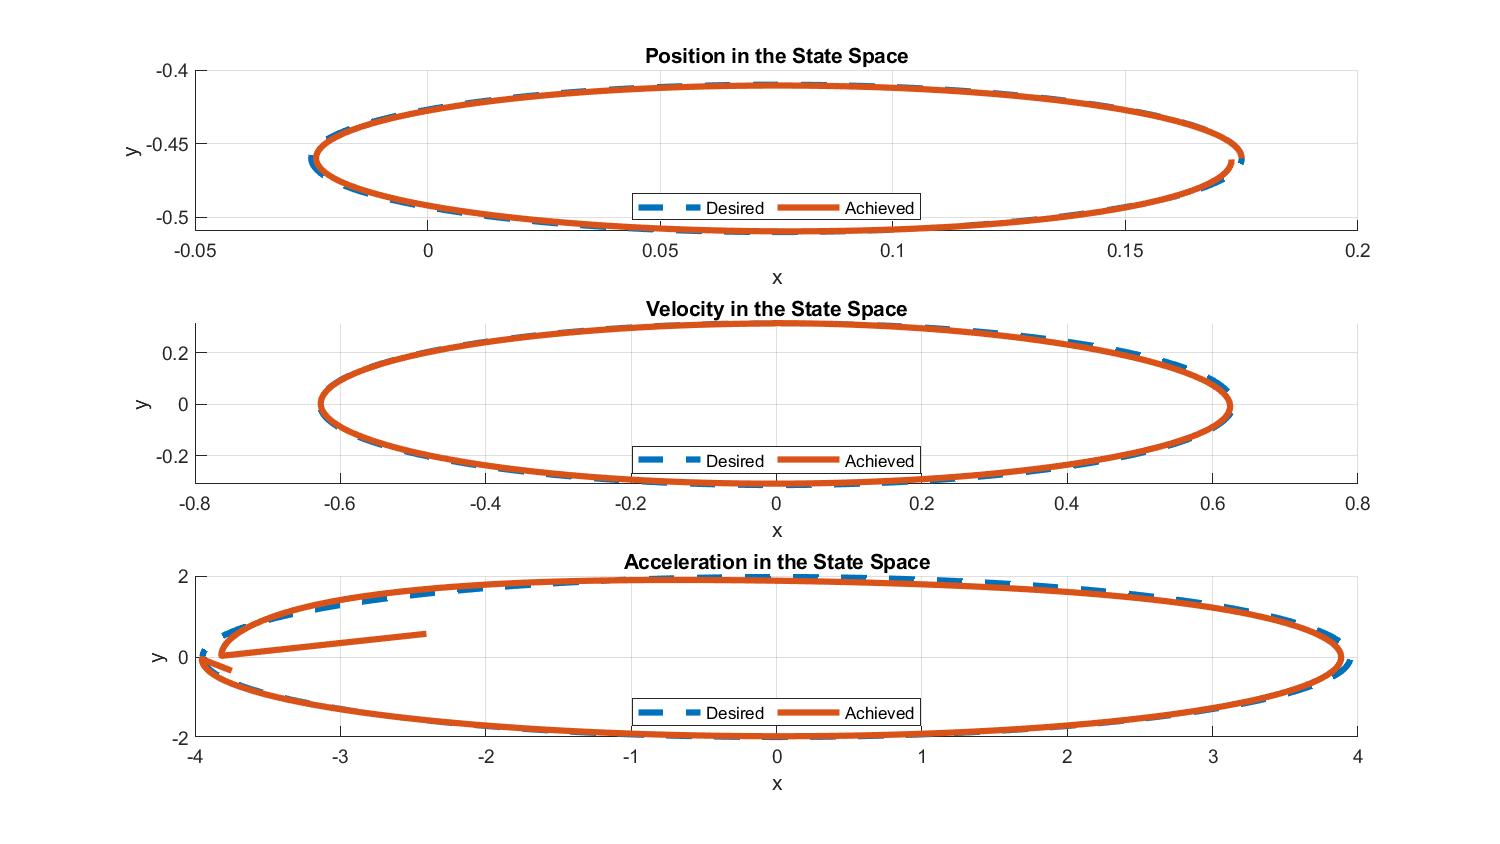 Position in the State Space
-0.4
-0.45
-0.5
y
Desired Achieved
-0.05 0 0.05 0.1 0.15 0.2
x
Velocity in the State Space
0.2
0
-0.2
y
Desired Achieved
-0.8 -0.6 -0.4 -0.2 0 0.2 0.4 0.6 0.8
x
Acceleration in the State Space
2
0
-2
y
Desired Achieved
-4 -3 -2 -1 0 1 2 3 4
x